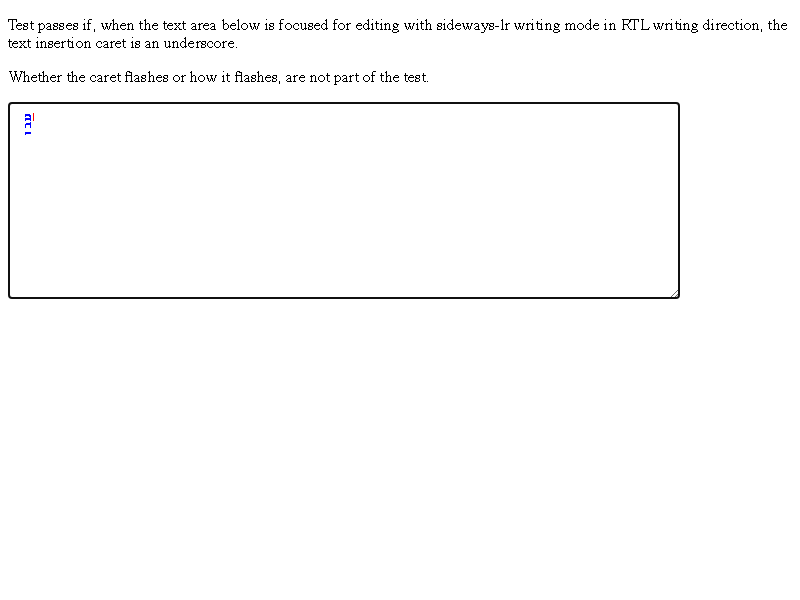 Test passes if, when the text area below is focused for editing with sideways-lr writing mode in RTL writing direction, the
text insertion caret is an underscore.
Whether the caret flashes or how it flashes, are not part of the test.